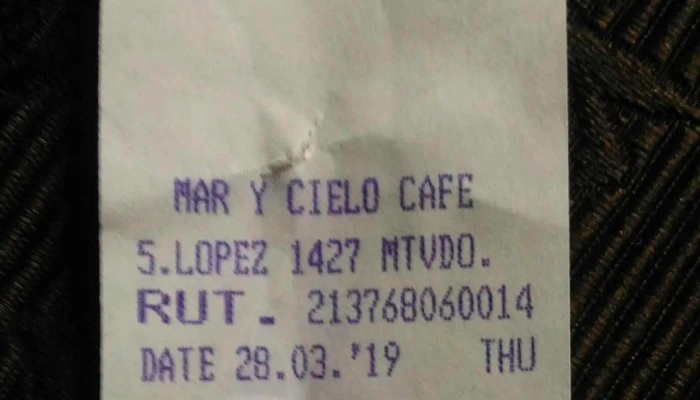 MAR Y CIELO CAFE
S.LOPEZ 1427 MTVDO.
RUT. 213768060014
DATE 28.03.'19 THU